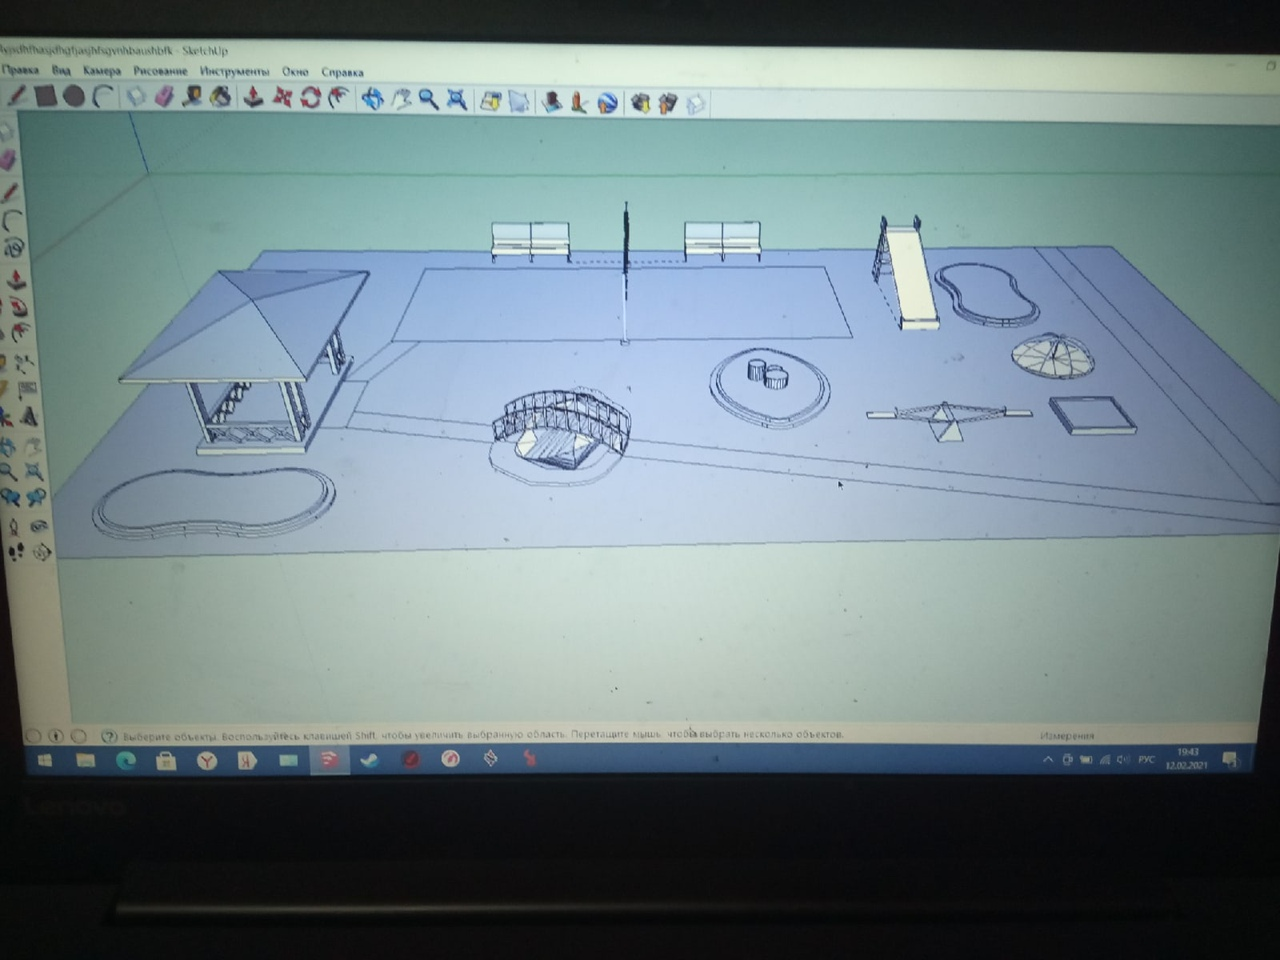 - SketchUp
Правка Вид Камера Рисование Инструменты Окно Справка
Выберите объекты. Воспользуйтесь клавишей Shift, чтобы увеличить выбранную область. Перетащите мышь, чтобы выбрать несколько объектов.
Измерения
РУС
19:43
12.02.2021
Lenovo